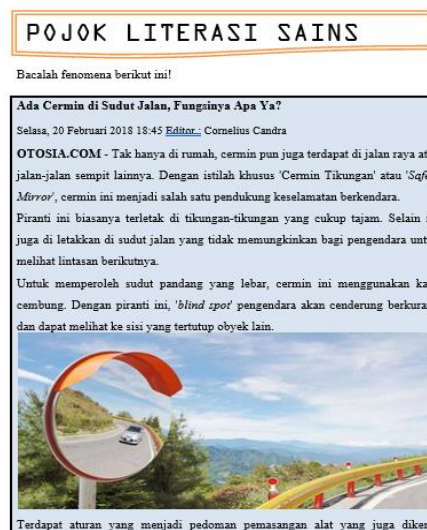 POJOK LITERASI SAINS
Bacalah fenomena berikut ini!
Ada Cermin di Sudut Jalan, Fungsinya Apa Ya?
Selasa, 20 Februari 2018 18:45 Editor : Cornelius Candra
OTOSIA.COM - Tak hanya di rumah, cermin pun juga terdapat di jalan raya
jalan-jalan sempit lainnya. Dengan istilah khusus 'Cermin Tikungan' atau
Mirror', cermin ini menjadi salah satu pendukung keselamatan berkendara.
Piranti ini biasanya terletak di tikungan-tikungan yang cukup tajam. Selain
juga di letakkan di sudut jalan yang tidak memungkinkan bagi pengendara
melihat lintasan berikutnya.
Untuk memperoleh sudut pandang yang lebar, cermin ini menggunakan
cembung. Dengan piranti ini, 'blind spot' pengendara akan cenderung
dan dapat melihat ke sisi yang tertutup obyek lain.
Terdapat aturan yang menjadi pedoman pemasangan alat yang juga